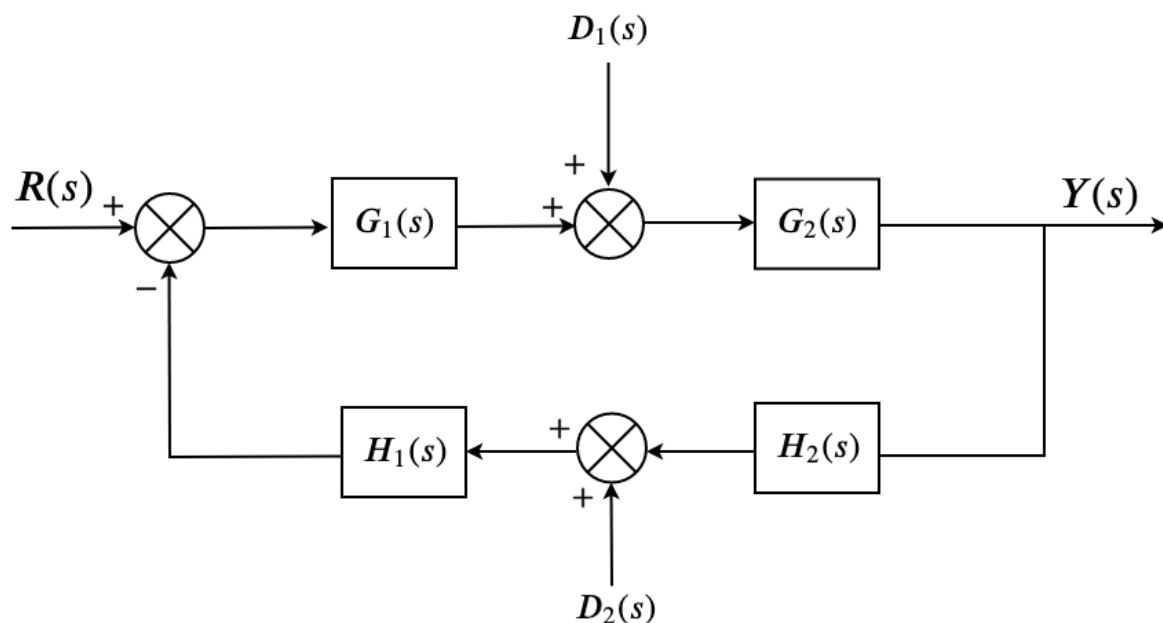 D₁(s)
+
R(s) + G₁(s) + G₂(s) Y(s)
−
H₁(s) + H₂(s)
+
D₂(s)